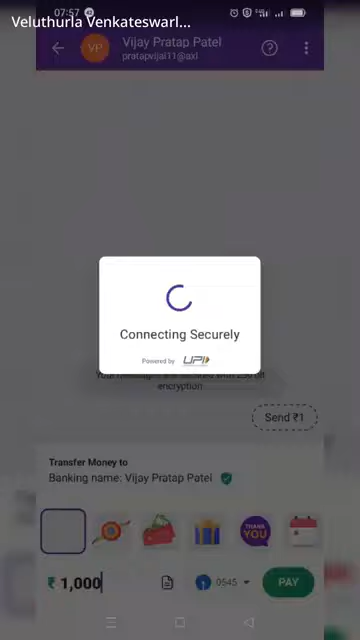 Veluthurla Venkateswarl...
07:57
VP
Vijay Pratap Patel
pratapvijai11@axl
Connecting Securely
Powered by UPI
encryption
Send ₹1
Transfer Money to
Banking name: Vijay Pratap Patel
THANK YOU
₹ 1,000
0545
PAY